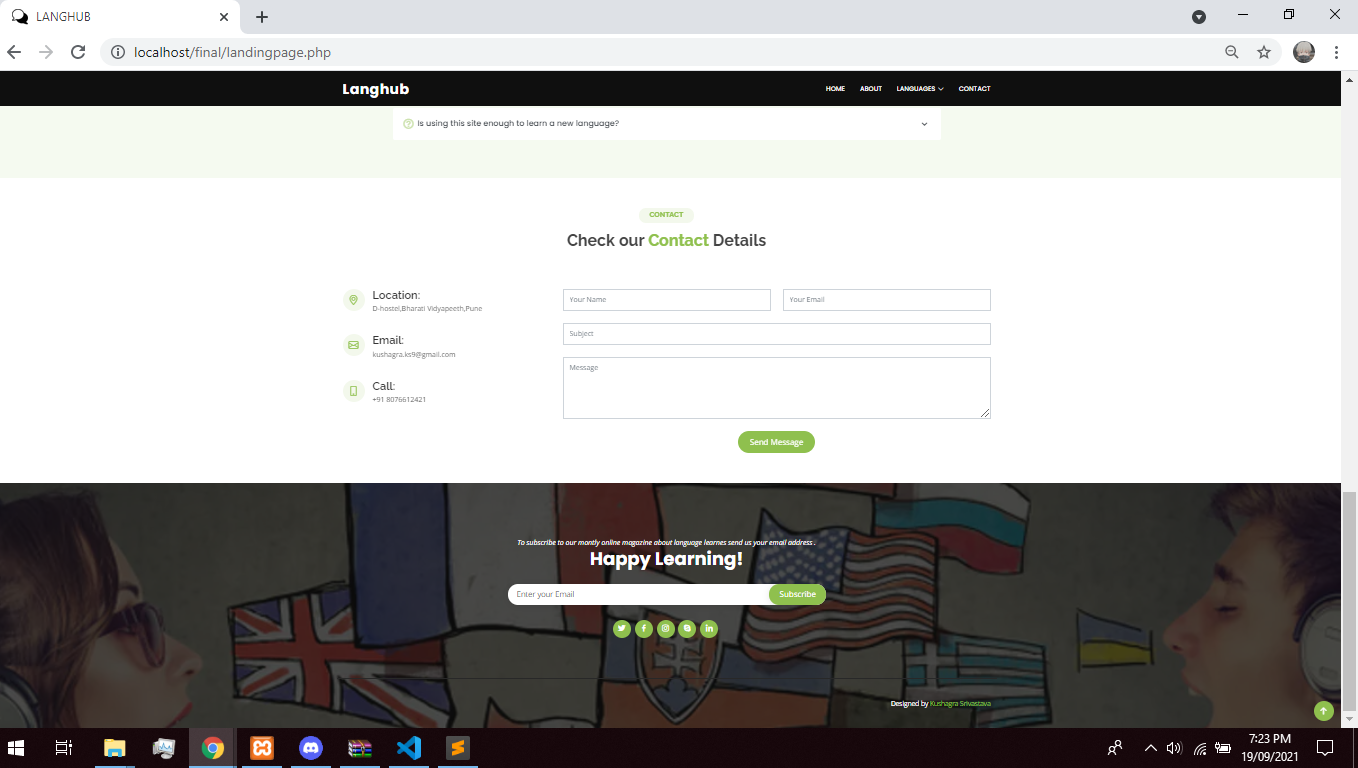 LANGHUB
localhost/final/landingpage.php
Langhub
HOME ABOUT LANGUAGES CONTACT
Is using this site enough to learn a new language?
CONTACT
Check our Contact Details
Location:
D-hostel,Bharati Vidyapeeth,Pune
Email:
kushagra.ks9@gmail.com
Call:
+91 8076612421
Your Name
Your Email
Subject
Message
Send Message
To subscribe to our montly online magazine about language learnes send us your email address .
Happy Learning!
Enter your Email
Subscribe
Designed by Kushagra Srivastava
7:23 PM
19/09/2021